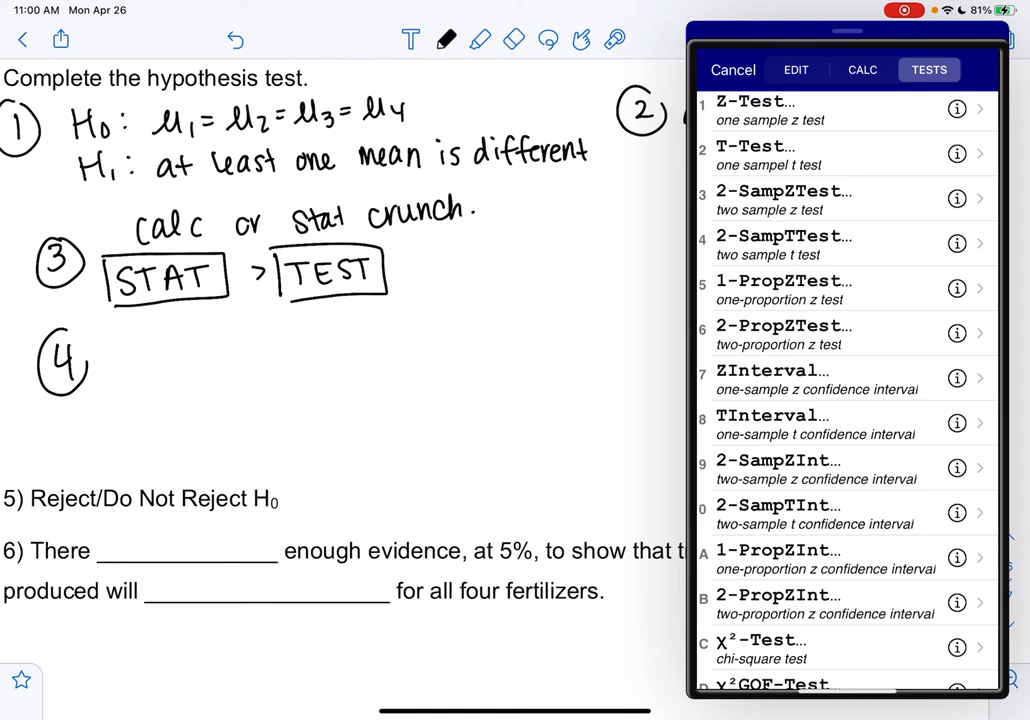 11:00 AM Mon Apr 26
81%
T
Complete the hypothesis test.
1 H0: μ1 = μ2 = μ3 = μ4
H1: at least one mean is different
2
calc or stat crunch.
3 STAT > TEST
4
5) Reject/Do Not Reject H0
6) There ____________ enough evidence, at 5%, to show that
produced will ________________ for all four fertilizers.
Cancel EDIT CALC TESTS
1 Z-Test...
one sample z test
2 T-Test...
one sampel t test
3 2-SampZTest...
two sample z test
4 2-SampTTest...
two sample t test
5 1-PropZTest...
one-proportion z test
6 2-PropZTest...
two-proportion z test
7 ZInterval...
one-sample z confidence interval
8 TInterval...
one-sample t confidence interval
9 2-SampZInt...
two-sample z confidence interval
0 2-SampTInt...
two-sample t confidence interval
A 1-PropZInt...
one-proportion z confidence interval
B 2-PropZInt...
two-proportion z confidence interval
C χ²-Test...
chi-square test
D χ²GOF-Test...